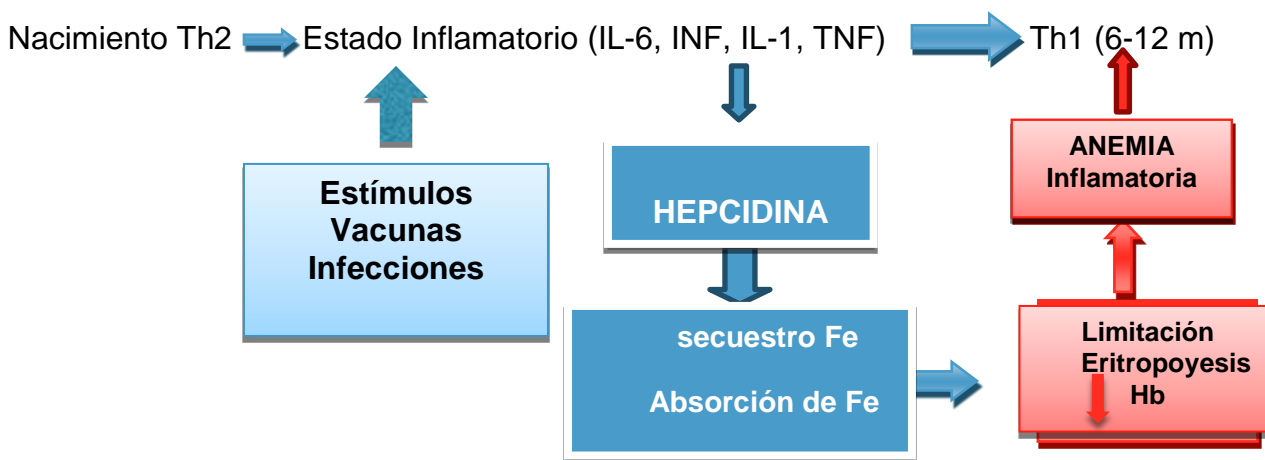 Nacimiento Th2 Estado Inflamatorio (IL-6, INF, IL-1, TNF) Th1 (6-12 m)
Estímulos
Vacunas
Infecciones
HEPCIDINA
secuestro Fe
Absorción de Fe
ANEMIA
Inflamatoria
Limitación
Eritropoyesis
Hb